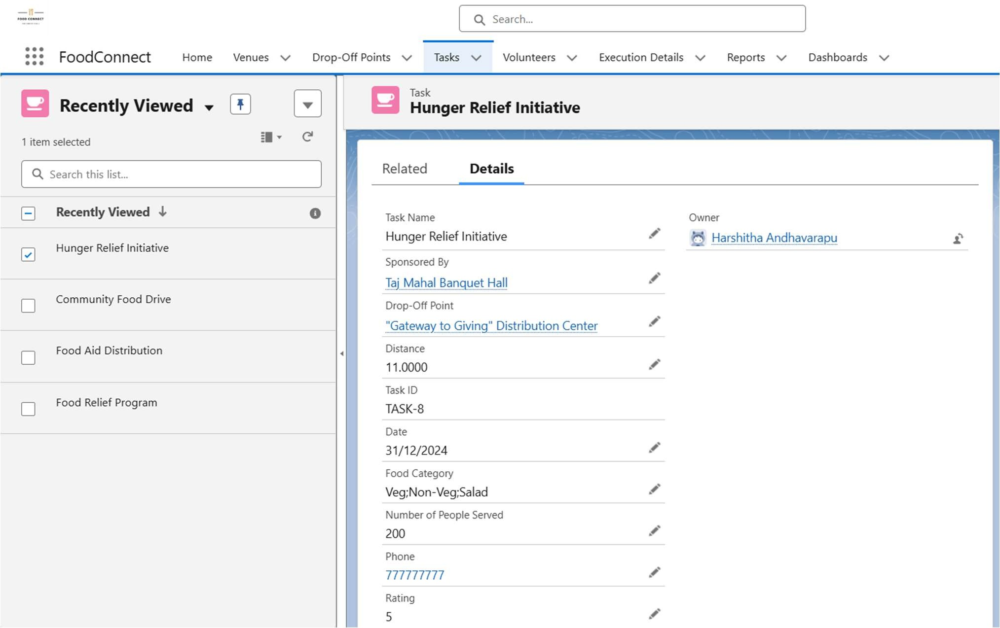 FOOD CONNECT
Search...
FoodConnect
Home
Venues
Drop-Off Points
Tasks
Volunteers
Execution Details
Reports
Dashboards
Recently Viewed
1 item selected
Search this list...
Recently Viewed
Hunger Relief Initiative
Community Food Drive
Food Aid Distribution
Food Relief Program
Task
Hunger Relief Initiative
Related
Details
Task Name
Hunger Relief Initiative
Sponsored By
Taj Mahal Banquet Hall
Drop-Off Point
"Gateway to Giving" Distribution Center
Distance
11.0000
Task ID
TASK-8
Date
31/12/2024
Food Category
Veg;Non-Veg;Salad
Number of People Served
200
Phone
777777777
Rating
5
Owner
Harshitha Andhavarapu